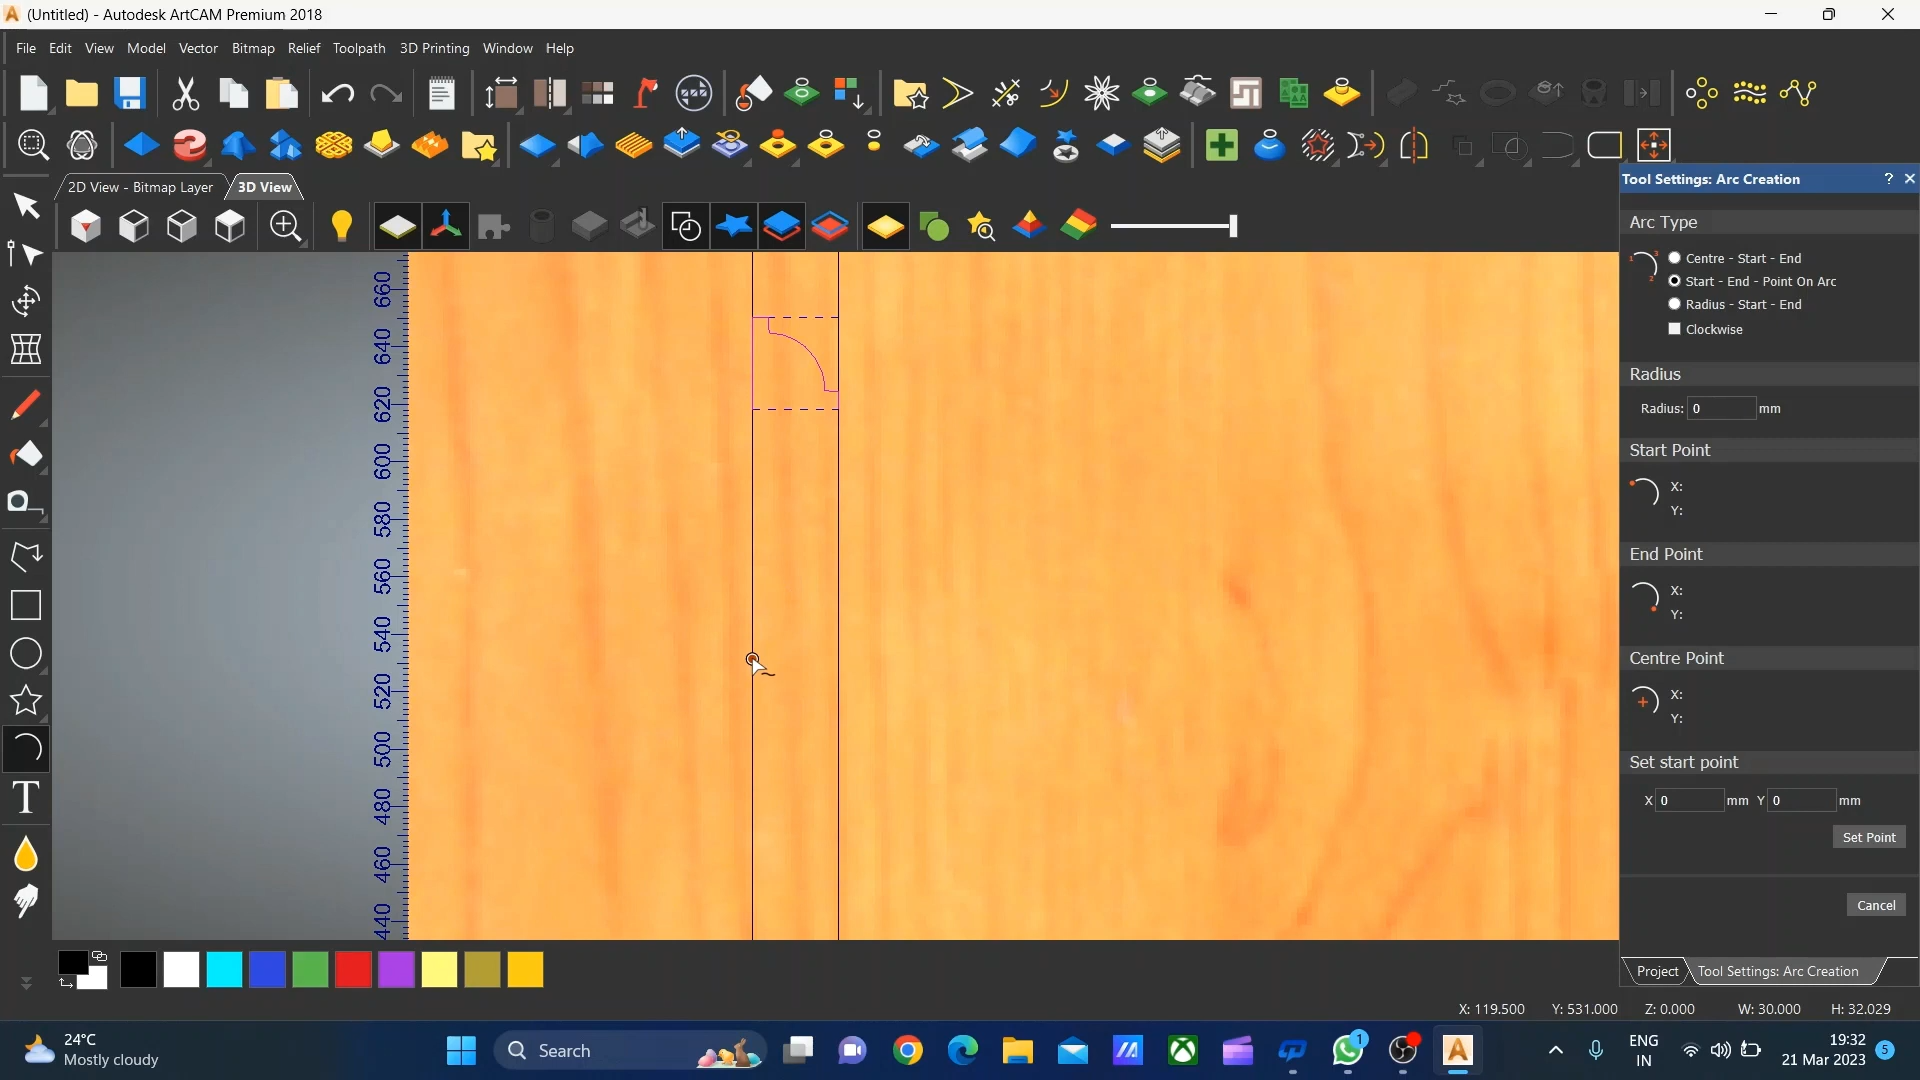 (Untitled) - Autodesk ArtCAM Premium 2018
File Edit View Model Vector Bitmap Relief Toolpath 3D Printing Window Help
2D View - Bitmap Layer 3D View
Tool Settings: Arc Creation ?
Arc Type
Centre - Start - End
Start - End - Point On Arc
Radius - Start - End
Clockwise
Radius
Radius: 0 mm
Start Point
X:
Y:
End Point
X:
Y:
Centre Point
X:
Y:
Set start point
X 0 mm Y 0 mm
Set Point
Cancel
Project Tool Settings: Arc Creation
660
640
620
600
580
560
540
520
500
480
460
440
X: 119.500 Y: 531.000 Z: 0.000 W: 30.000 H: 32.029
24°C
Mostly cloudy
Search
1
ENG
IN
19:32
21 Mar 2023
5